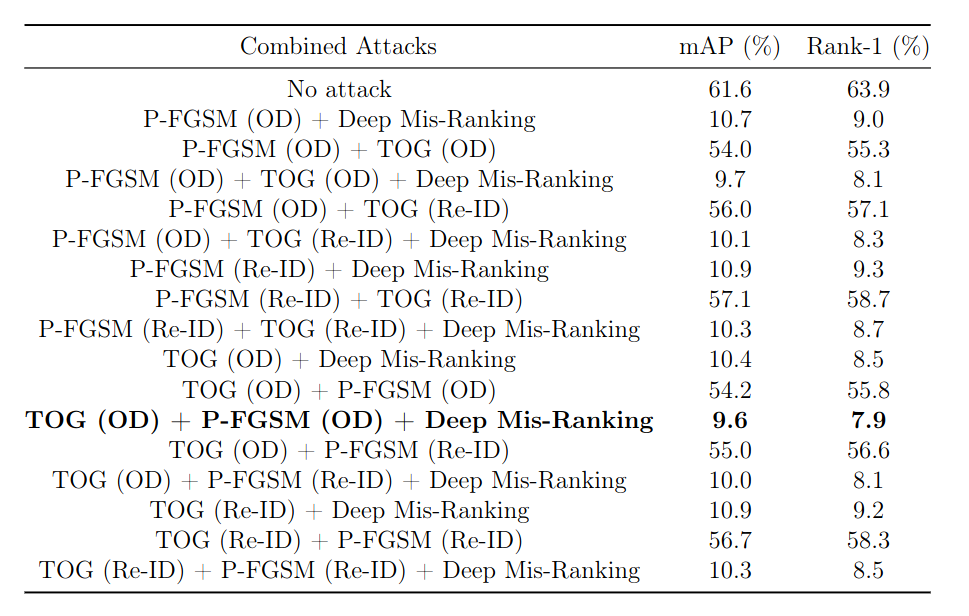 Combined Attacks mAP (%) Rank-1 (%)
No attack 61.6 63.9
P-FGSM (OD) + Deep Mis-Ranking 10.7 9.0
P-FGSM (OD) + TOG (OD) 54.0 55.3
P-FGSM (OD) + TOG (OD) + Deep Mis-Ranking 9.7 8.1
P-FGSM (OD) + TOG (Re-ID) 56.0 57.1
P-FGSM (OD) + TOG (Re-ID) + Deep Mis-Ranking 10.1 8.3
P-FGSM (Re-ID) + Deep Mis-Ranking 10.9 9.3
P-FGSM (Re-ID) + TOG (Re-ID) 57.1 58.7
P-FGSM (Re-ID) + TOG (Re-ID) + Deep Mis-Ranking 10.3 8.7
TOG (OD) + Deep Mis-Ranking 10.4 8.5
TOG (OD) + P-FGSM (OD) 54.2 55.8
TOG (OD) + P-FGSM (OD) + Deep Mis-Ranking 9.6 7.9
TOG (OD) + P-FGSM (Re-ID) 55.0 56.6
TOG (OD) + P-FGSM (Re-ID) + Deep Mis-Ranking 10.0 8.1
TOG (Re-ID) + Deep Mis-Ranking 10.9 9.2
TOG (Re-ID) + P-FGSM (Re-ID) 56.7 58.3
TOG (Re-ID) + P-FGSM (Re-ID) + Deep Mis-Ranking 10.3 8.5